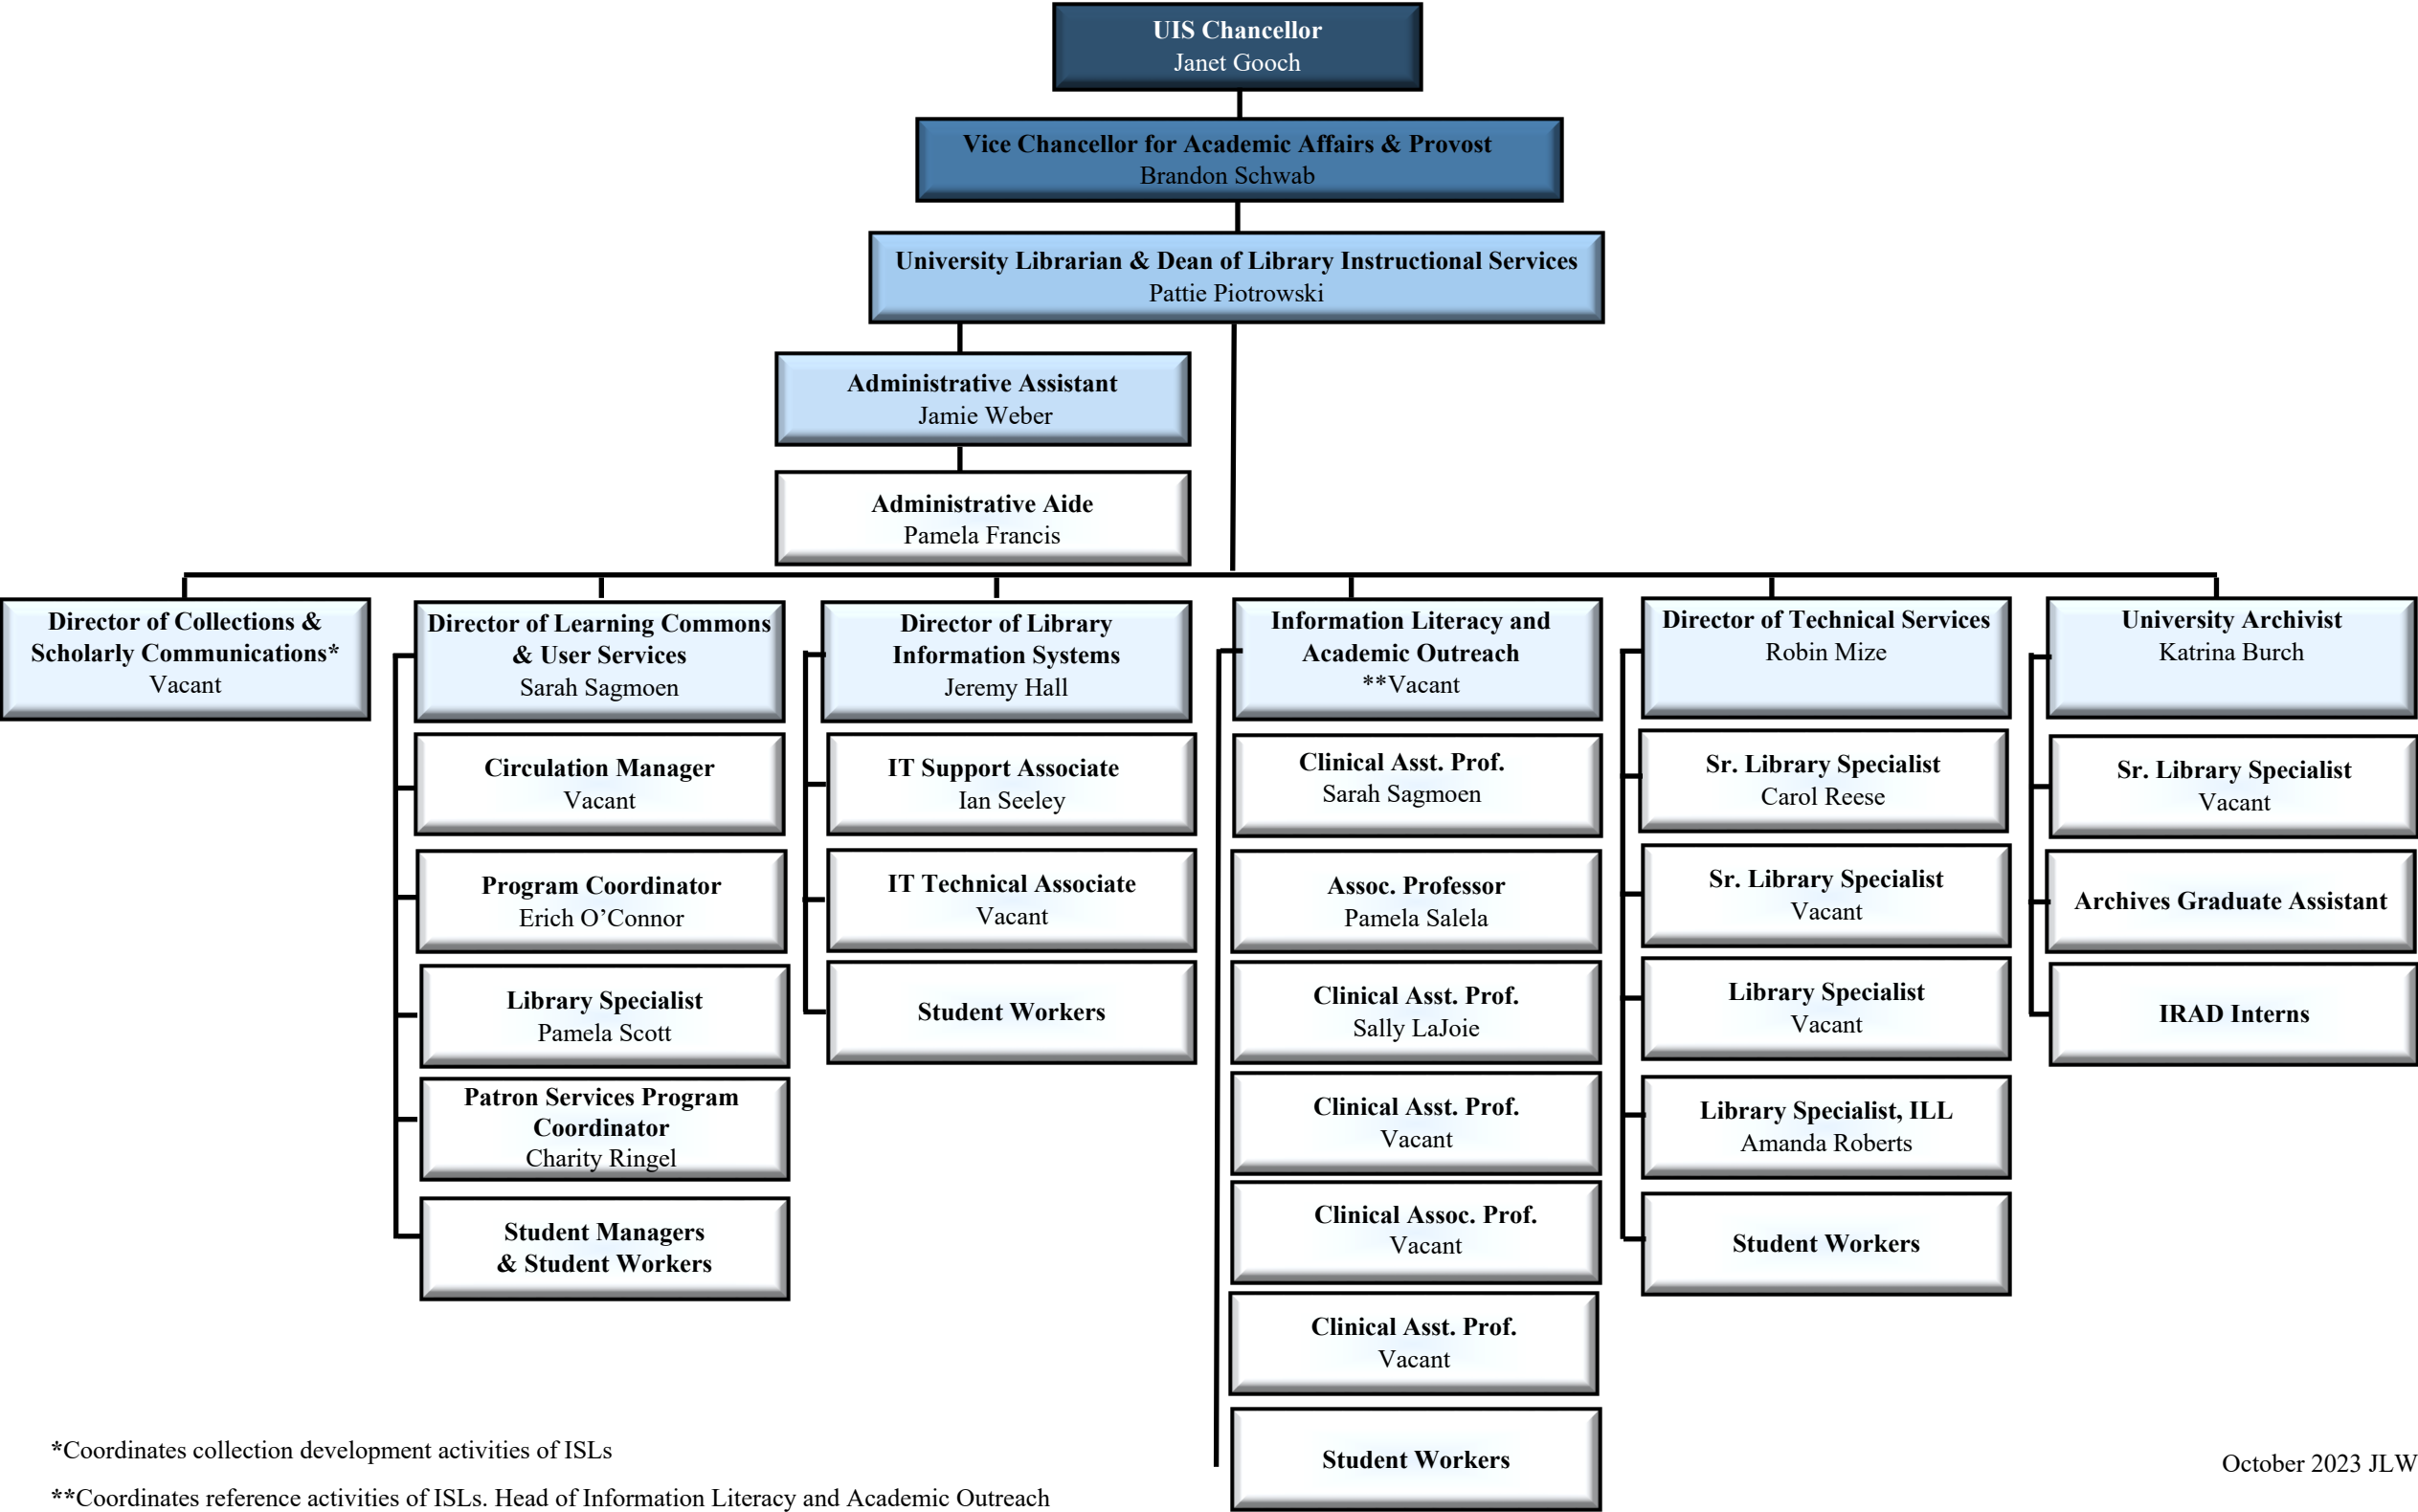 UIS Chancellor
Janet Gooch
Vice Chancellor for Academic Affairs & Provost
Brandon Schwab
University Librarian & Dean of Library Instructional Services
Pattie Piotrowski
Administrative Assistant
Jamie Weber
Administrative Aide
Pamela Francis
Director of Collections &
Scholarly Communications*
Vacant
Director of Learning Commons
& User Services
Sarah Sagmoen
Circulation Manager
Vacant
Program Coordinator
Erich O’Connor
Library Specialist
Pamela Scott
Patron Services Program
Coordinator
Charity Ringel
Student Managers
& Student Workers
Director of Library
Information Systems
Jeremy Hall
IT Support Associate
Ian Seeley
IT Technical Associate
Vacant
Student Workers
Information Literacy and
Academic Outreach
**Vacant
Clinical Asst. Prof.
Sarah Sagmoen
Assoc. Professor
Pamela Salela
Clinical Asst. Prof.
Sally LaJoie
Clinical Asst. Prof.
Vacant
Clinical Assoc. Prof.
Vacant
Clinical Asst. Prof.
Vacant
Student Workers
Director of Technical Services
Robin Mize
Sr. Library Specialist
Carol Reese
Sr. Library Specialist
Vacant
Library Specialist
Vacant
Library Specialist, ILL
Amanda Roberts
Student Workers
University Archivist
Katrina Burch
Sr. Library Specialist
Vacant
Archives Graduate Assistant
IRAD Interns
*Coordinates collection development activities of ISLs
**Coordinates reference activities of ISLs. Head of Information Literacy and Academic Outreach
October 2023 JLW